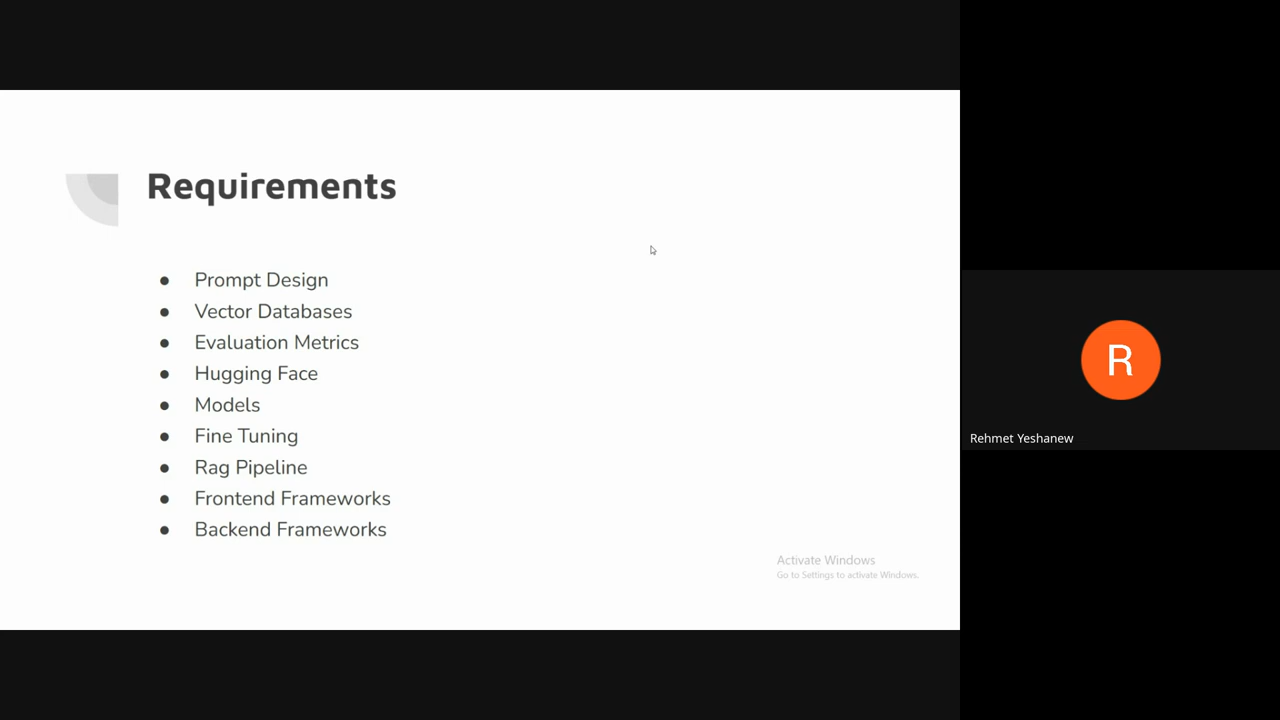 Requirements
● Prompt Design
● Vector Databases
● Evaluation Metrics
● Hugging Face
● Models
● Fine Tuning
● Rag Pipeline
● Frontend Frameworks
● Backend Frameworks
Activate Windows
Go to Settings to activate Windows.
R
Rehmet Yeshanew